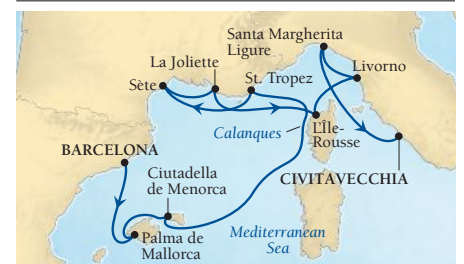 Santa Margherita
Ligure
La Joliette
Livorno
St. Tropez
Sète
Calanques
L'Île-
Rousse
BARCELONA
Ciutadella
de Menorca
CIVITAVECCHIA
Palma de
Mallorca
Mediterranean
Sea